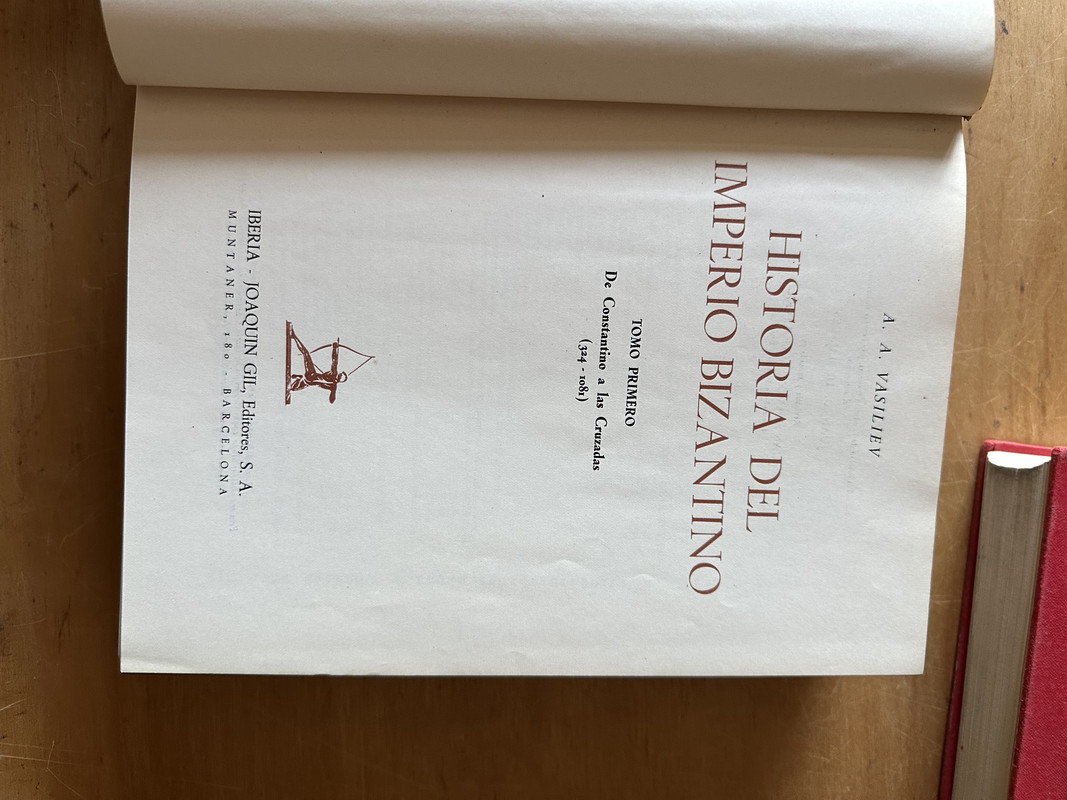 A. A. VASILIEV
HISTORIA DEL
IMPERIO BIZANTINO
TOMO PRIMERO
De Constantino a las Cruzadas
(324 - 1081)
IBERIA - JOAQUIN GIL, Editores, S. A.
MUNTANER, 180 - BARCELONA